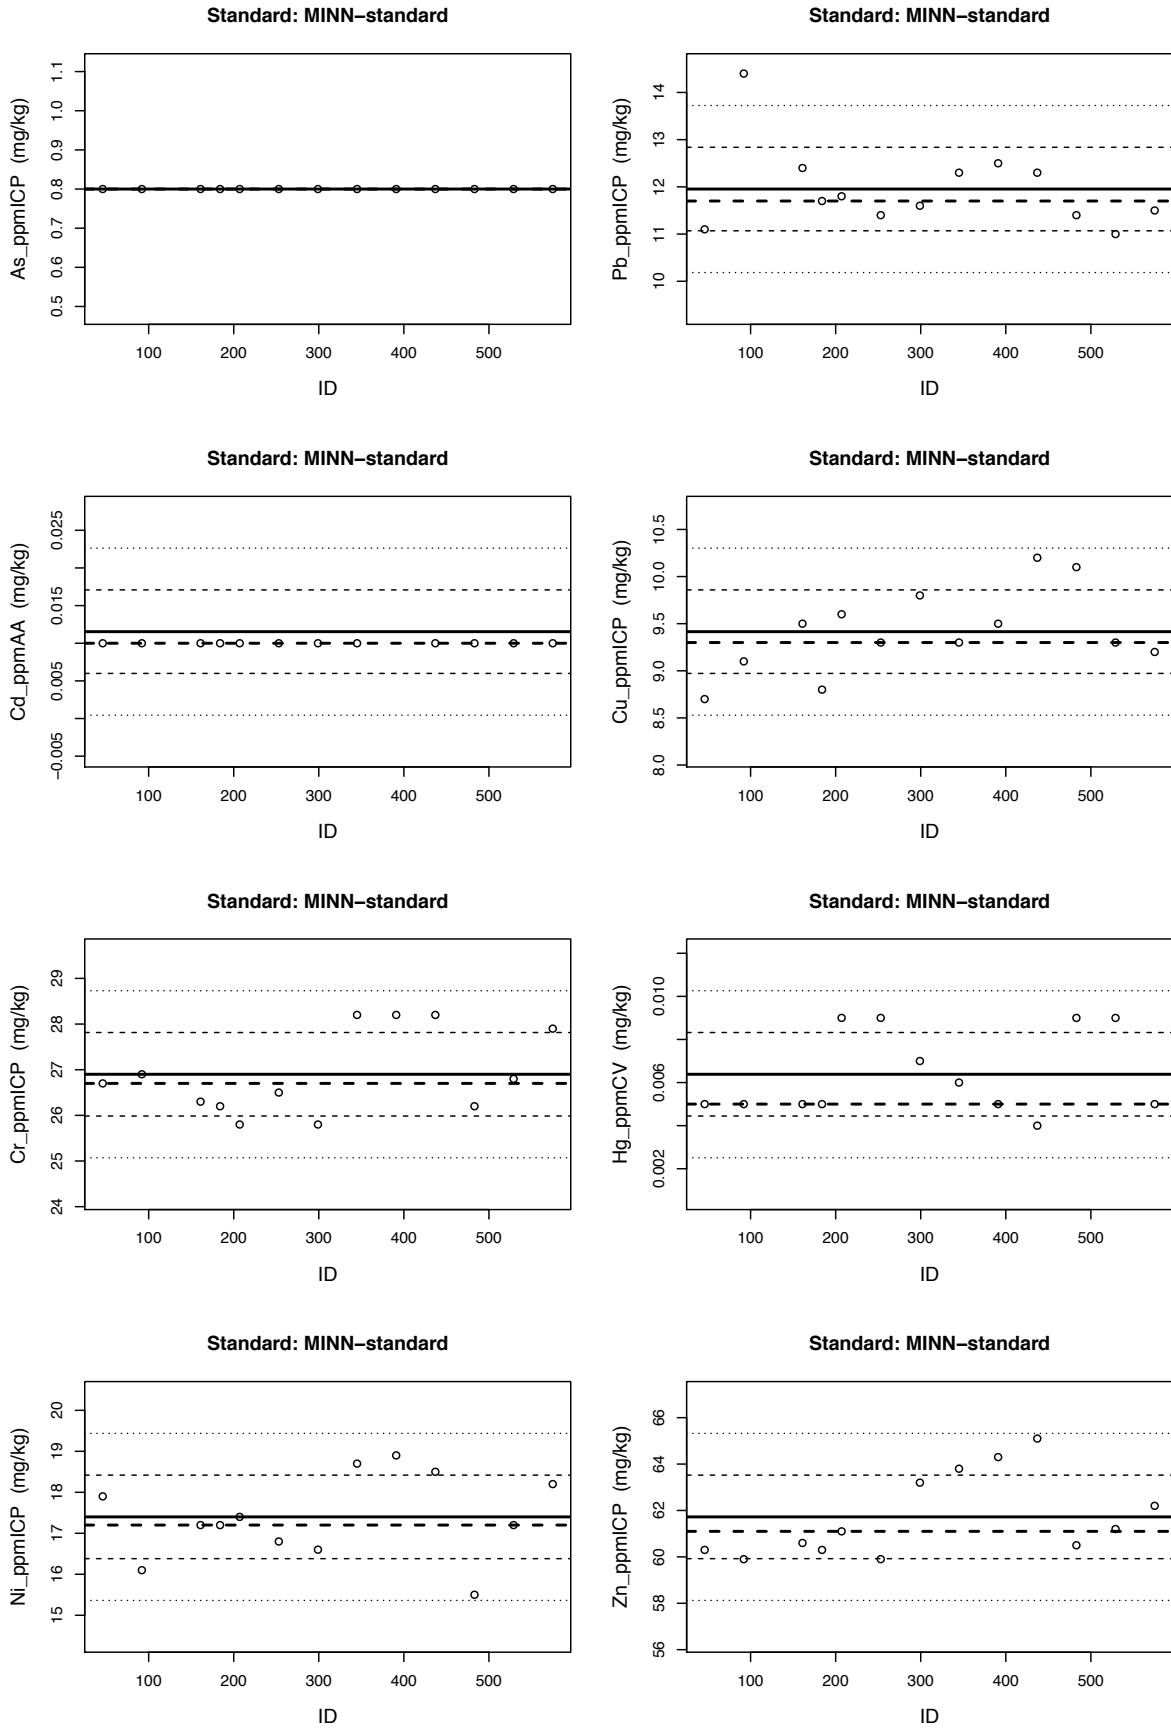 Standard: MINN−standard
As_ppmICP (mg/kg)
0.5 0.6 0.7 0.8 0.9 1.0 1.1
100 200 300 400 500
ID
Standard: MINN−standard
Pb_ppmICP (mg/kg)
10 11 12 13 14
100 200 300 400 500
ID
Standard: MINN−standard
Cd_ppmAA (mg/kg)
−0.005 0.005 0.015 0.025
100 200 300 400 500
ID
Standard: MINN−standard
Cu_ppmICP (mg/kg)
8.0 8.5 9.0 9.5 10.0 10.5
100 200 300 400 500
ID
Standard: MINN−standard
Cr_ppmICP (mg/kg)
24 25 26 27 28 29
100 200 300 400 500
ID
Standard: MINN−standard
Hg_ppmCV (mg/kg)
0.002 0.006 0.010
100 200 300 400 500
ID
Standard: MINN−standard
Ni_ppmICP (mg/kg)
15 16 17 18 19 20
100 200 300 400 500
ID
Standard: MINN−standard
Zn_ppmICP (mg/kg)
56 58 60 62 64 66
100 200 300 400 500
ID